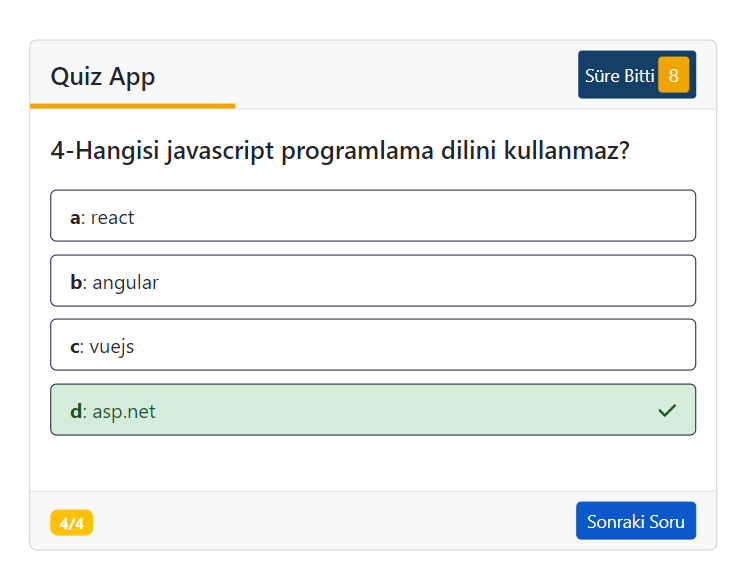 Quiz App
Süre Bitti 8
4-Hangisi javascript programlama dilini kullanmaz?
a: react
b: angular
c: vuejs
d: asp.net
4/4
Sonraki Soru